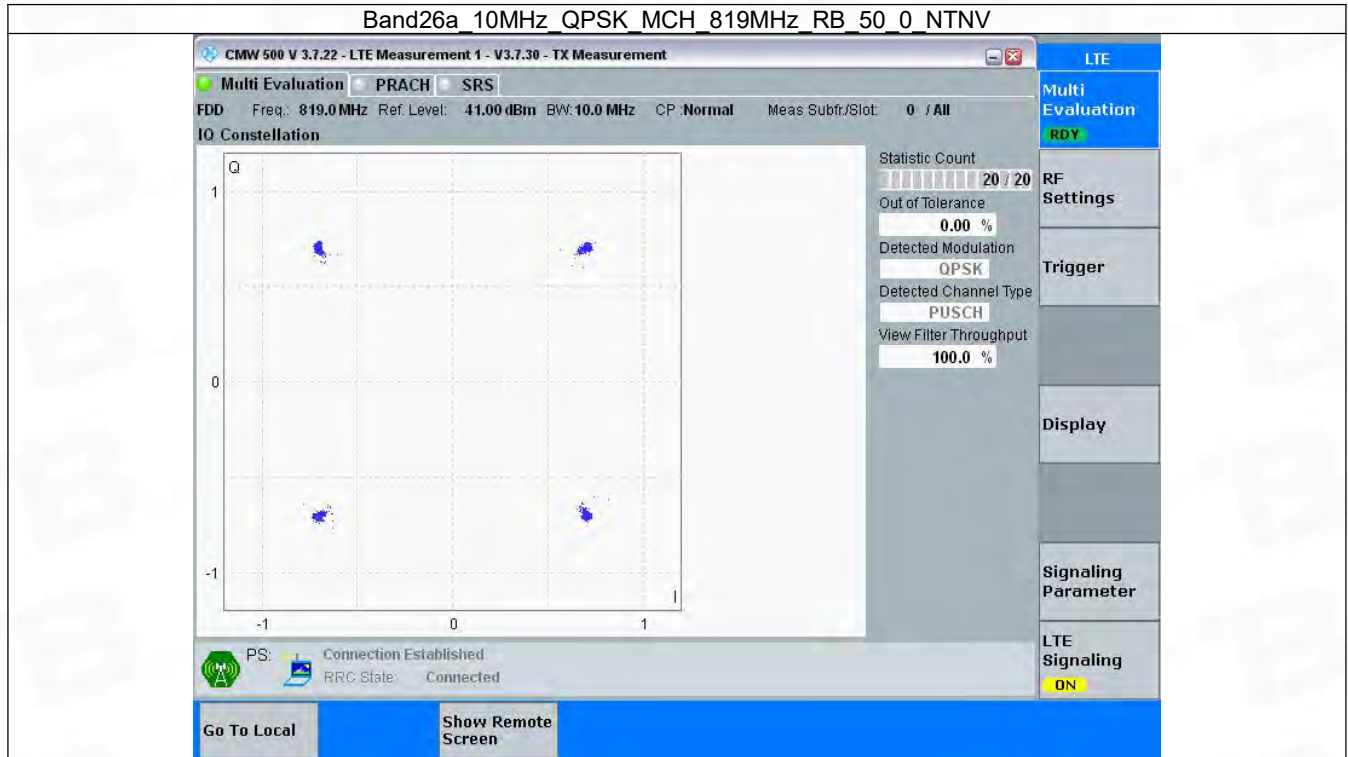 Band26a_10MHz_QPSK_MCH_819MHz_RB_50_0_NTNV
CMW 500 V 3.7.22 - LTE Measurement 1 - V3.7.30 - TX Measurement
LTE
Multi Evaluation PRACH SRS
Multi
Evaluation
RDY
FDD Freq.: 819.0 MHz Ref. Level: 41.00 dBm BW: 10.0 MHz CP :Normal Meas Subfr./Slot: 0 / All
IQ Constellation
Q
1
0
-1
I
-1 0 1
Statistic Count
20 / 20
Out of Tolerance
0.00 %
Detected Modulation
QPSK
Detected Channel Type
PUSCH
View Filter Throughput
100.0 %
RF
Settings
Trigger
Display
Signaling
Parameter
LTE
Signaling
ON
PS: Connection Established
RRC State: Connected
Go To Local
Show Remote
Screen